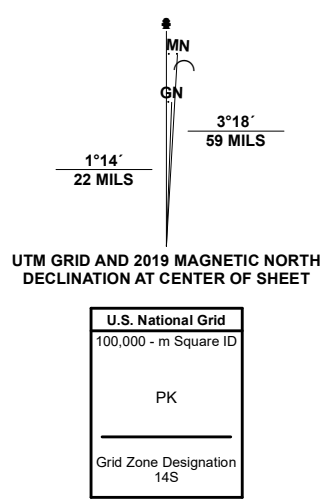 MN
GN
3°18´
59 MILS
1°14´
22 MILS
UTM GRID AND 2019 MAGNETIC NORTH
DECLINATION AT CENTER OF SHEET
U.S. National Grid
100,000 - m Square ID
PK
Grid Zone Designation
14S